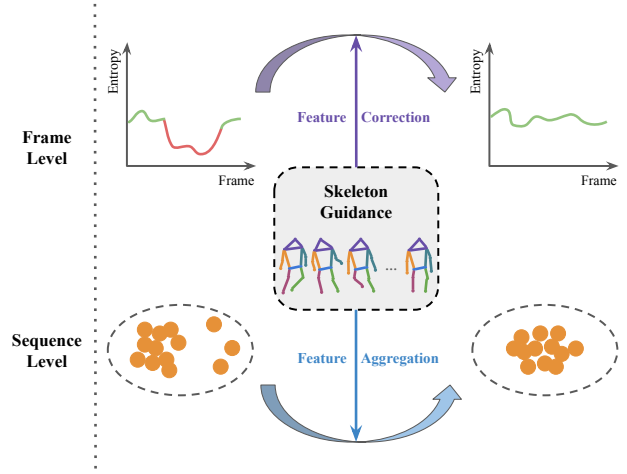 Entropy
Entropy
Feature Correction
Frame
Level
Frame
Frame
Skeleton
Guidance
...
Sequence
Level
Feature Aggregation